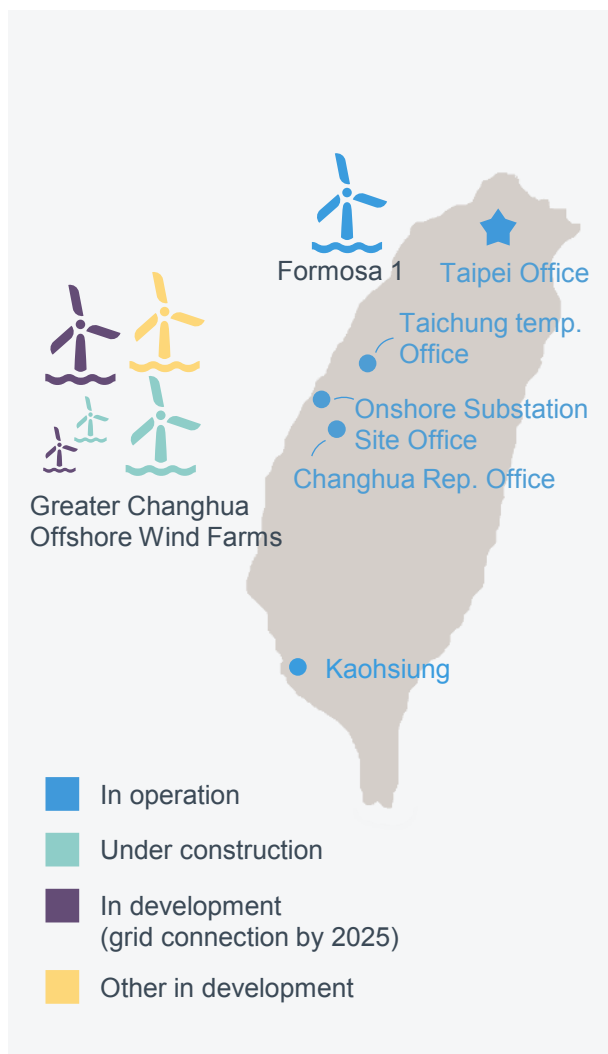 Formosa 1
Taipei Office
Taichung temp.
Office
Onshore Substation
Site Office
Changhua Rep. Office
Greater Changhua
Offshore Wind Farms
Kaohsiung
In operation
Under construction
In development
(grid connection by 2025)
Other in development